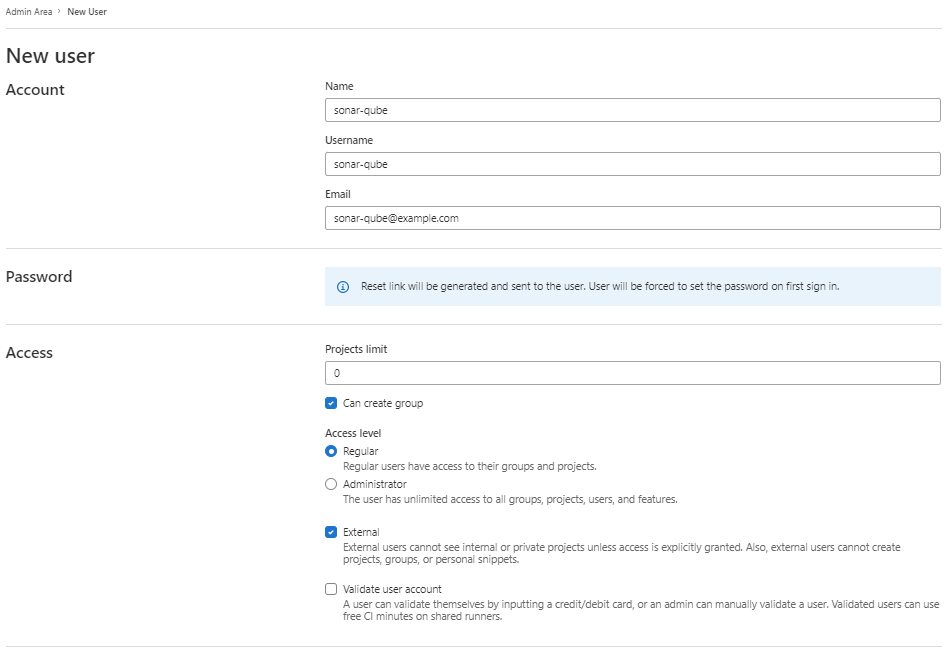 Admin Area › New User
New user
Account
Name
sonar-qube
Username
sonar-qube
Email
sonar-qube@example.com
Password
Reset link will be generated and sent to the user. User will be forced to set the password on first sign in.
Access
Projects limit
0
Can create group
Access level
Regular
Regular users have access to their groups and projects.
Administrator
The user has unlimited access to all groups, projects, users, and features.
External
External users cannot see internal or private projects unless access is explicitly granted. Also, external users cannot create
projects, groups, or personal snippets.
Validate user account
A user can validate themselves by inputting a credit/debit card, or an admin can manually validate a user. Validated users can use
free CI minutes on shared runners.